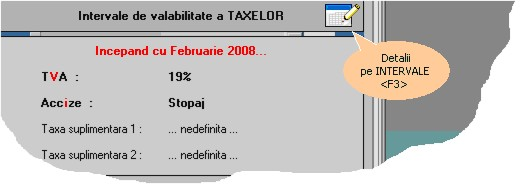 Intervale de valabilitate a TAXELOR
Incepand cu Februarie 2008...
TVA : 19%
Accize : Stopaj
Taxa suplimentara 1 : ... nedefinita ...
Taxa suplimentara 2 : ... nedefinita ...
Detalii
pe INTERVALE
<F3>